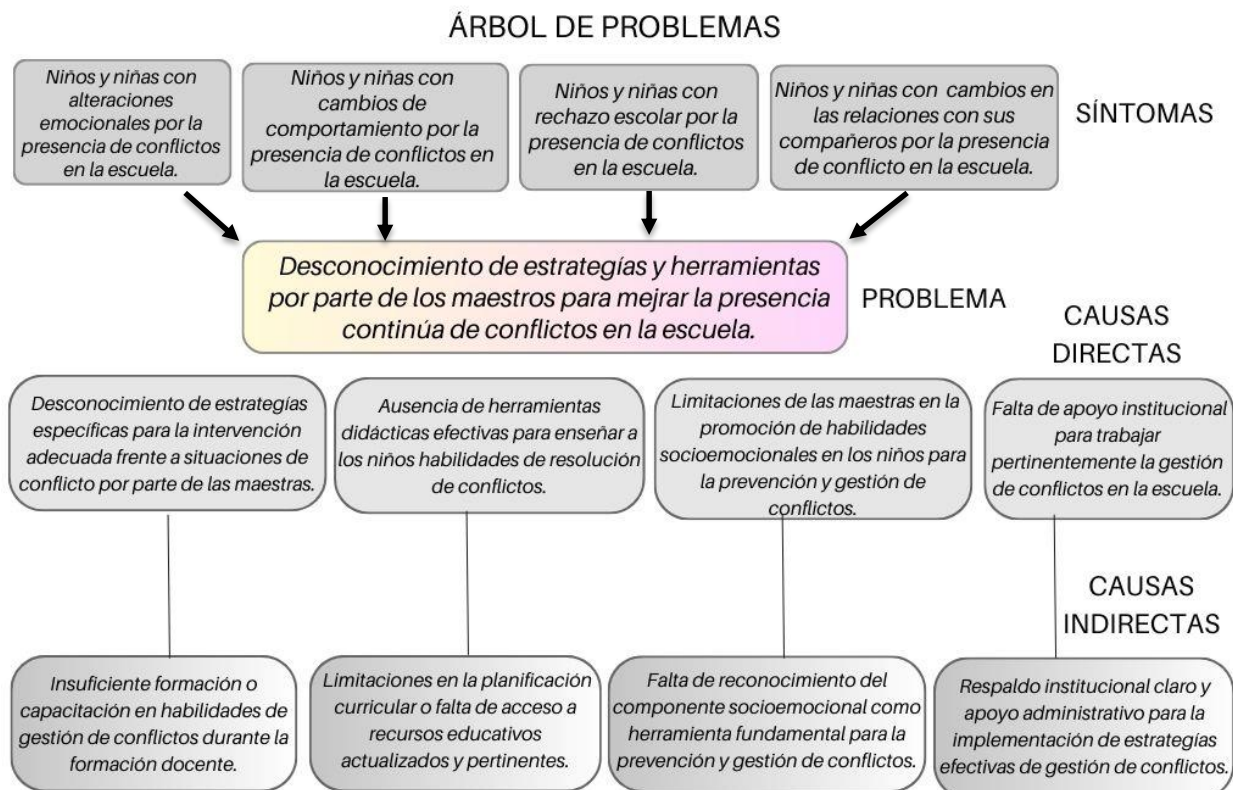 ÁRBOL DE PROBLEMAS
Niños y niñas con
alteraciones
emocionales por la
presencia de conflictos
en la escuela.
Niños y niñas con
cambios de
comportamiento por la
presencia de conflictos en
la escuela.
Niños y niñas con
rechazo escolar por la
presencia de conflictos
en la escuela.
Niños y niñas con cambios en
las relaciones con sus
compañeros por la presencia
de conflicto en la escuela.
SÍNTOMAS
Desconocimiento de estrategías y herramientas
por parte de los maestros para mejrar la presencia
continúa de conflictos en la escuela.
PROBLEMA
CAUSAS
DIRECTAS
Desconocimiento de estrategias
específicas para la intervención
adecuada frente a situaciones de
conflicto por parte de las maestras.
Ausencia de herramientas
didácticas efectivas para enseñar a
los niños habilidades de resolución
de conflictos.
Limitaciones de las maestras en la
promoción de habilidades
socioemocionales en los niños para
la prevención y gestión de
conflictos.
Falta de apoyo institucional
para trabajar
pertinentemente la gestión
de conflictos en la escuela.
CAUSAS
INDIRECTAS
Insuficiente formación o
capacitación en habilidades de
gestión de conflictos durante la
formación docente.
Limitaciones en la planificación
curricular o falta de acceso a
recursos educativos
actualizados y pertinentes.
Falta de reconocimiento del
componente socioemocional como
herramienta fundamental para la
prevención y gestión de conflictos.
Respaldo institucional claro y
apoyo administrativo para la
implementación de estrategias
efectivas de gestión de conflictos.